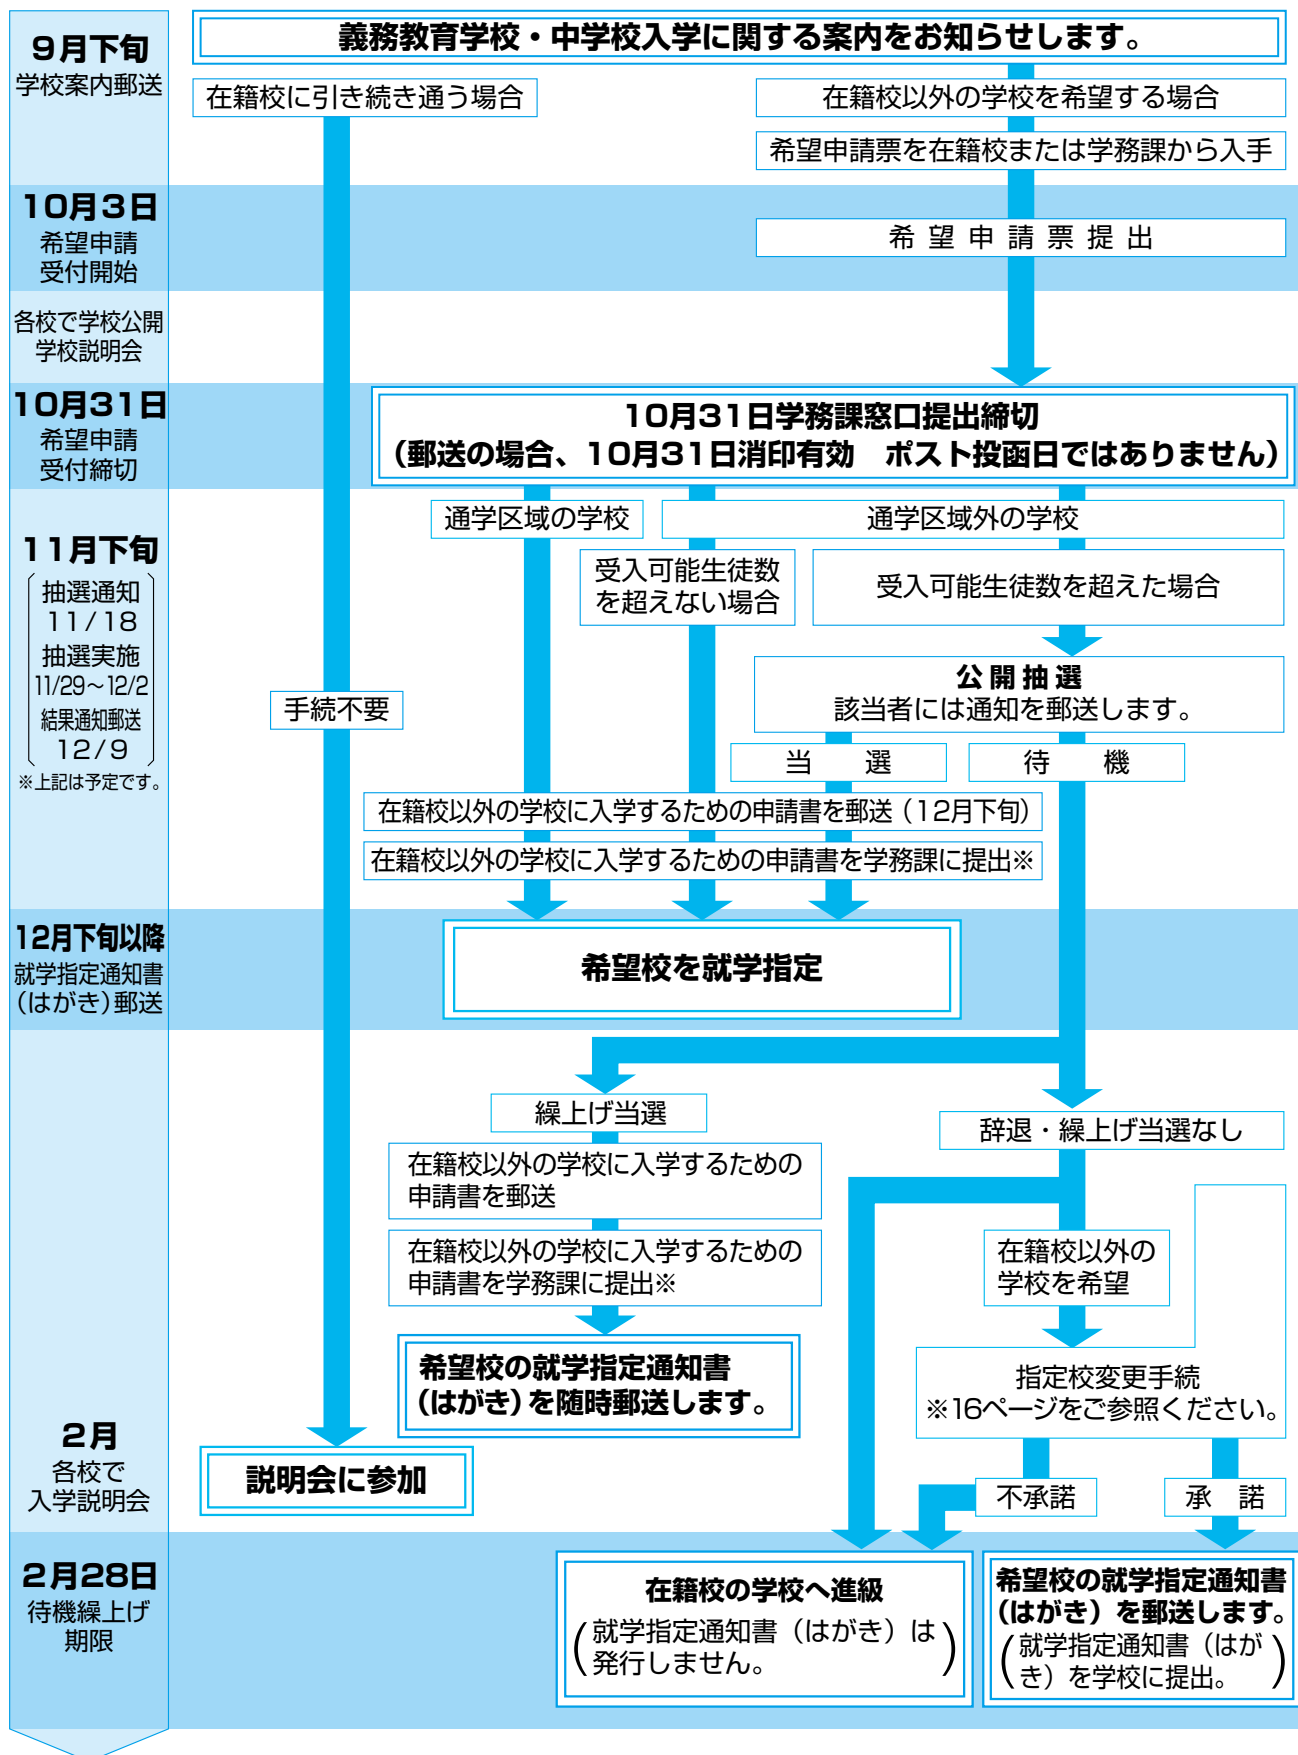 9月下旬
学校案内郵送
義務教育学校・中学校入学に関する案内をお知らせします。
在籍校に引き続き通う場合
在籍校以外の学校を希望する場合
希望申請票を在籍校または学務課から入手
10月3日
希望申請
受付開始
希望申請票提出
各校で学校公開
学校説明会
10月31日
希望申請
受付締切
10月31日学務課窓口提出締切
（郵送の場合、10月31日消印有効　ポスト投函日ではありません）
通学区域の学校
通学区域外の学校
11月下旬
抽選通知
11/18
抽選実施
11/29～12/2
結果通知郵送
12/9
※上記は予定です。
受入可能生徒数
を超えない場合
受入可能生徒数を超えた場合
公開抽選
該当者には通知を郵送します。
手続不要
当　選
待　機
在籍校以外の学校に入学するための申請書を郵送（12月下旬）
在籍校以外の学校に入学するための申請書を学務課に提出※
12月下旬以降
就学指定通知書
（はがき）郵送
希望校を就学指定
繰上げ当選
辞退・繰上げ当選なし
在籍校以外の学校に入学するための
申請書を郵送
在籍校以外の学校に入学するための
申請書を学務課に提出※
在籍校以外の
学校を希望
希望校の就学指定通知書
（はがき）を随時郵送します。
指定校変更手続
※16ページをご参照ください。
2月
各校で
入学説明会
説明会に参加
不承諾
承　諾
2月28日
待機繰上げ
期限
在籍校の学校へ進級
（就学指定通知書（はがき）は
発行しません。）
希望校の就学指定通知書
（はがき）を郵送します。
（就学指定通知書（はが
き）を学校に提出。）